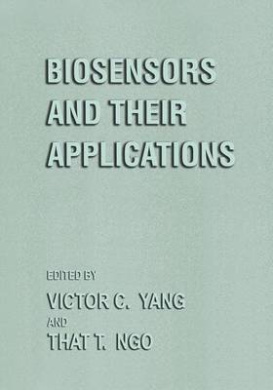 BIOSENSORS
AND THEIR
APPLICATIONS
EDITED BY
VICTOR C. YANG
AND
THAT T. NGO